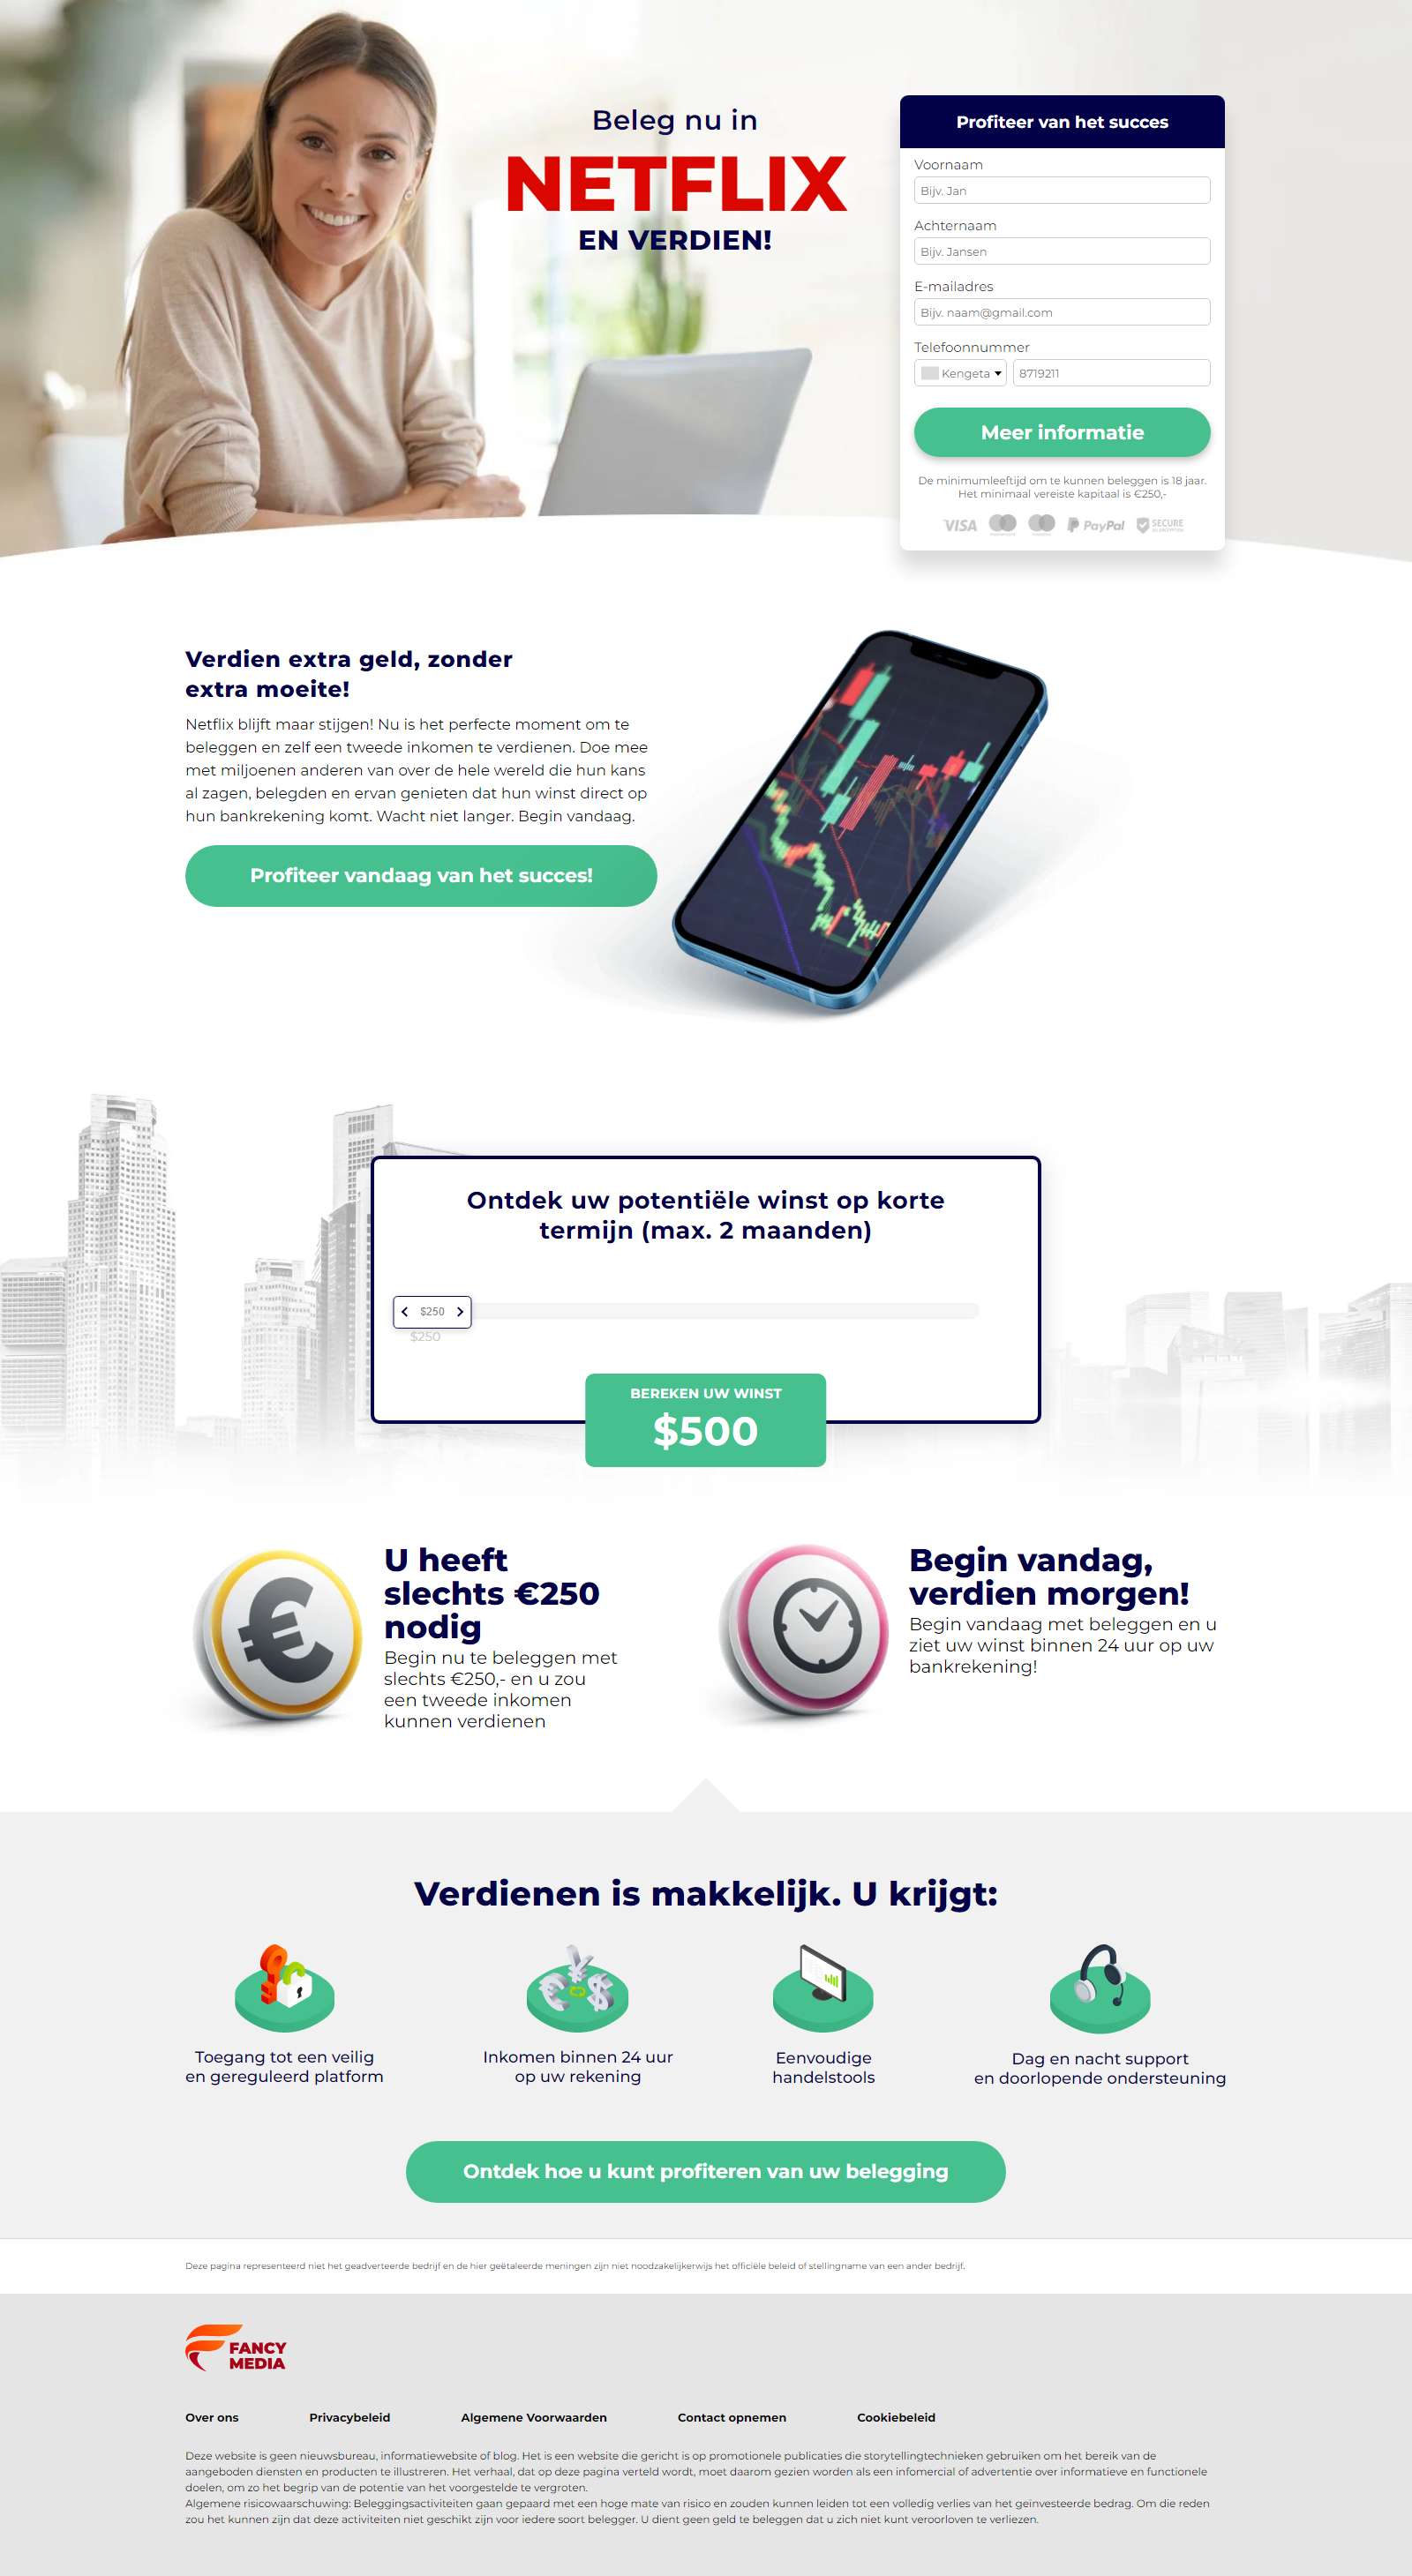 Beleg nu in
NETFLIX
EN VERDIEN!
Profiteer van het succes
Voornaam
Bijv. Jan
Achternaam
Bijv. Jansen
E-mailadres
Bijv. naam@gmail.com
Telefoonnummer
Kengeta 8719211
Meer informatie
De minimumleeftijd om te kunnen beleggen is 18 jaar.
Het minimaal vereiste kapitaal is €250,-
VISA PayPal SECURE
Verdien extra geld, zonder
extra moeite!
Netflix blijft maar stijgen! Nu is het perfecte moment om te
beleggen en zelf een tweede inkomen te verdienen. Doe mee
met miljoenen anderen van over de hele wereld die hun kans
al zagen, belegden en ervan genieten dat hun winst direct op
hun bankrekening komt. Wacht niet langer. Begin vandaag.
Profiteer vandaag van het succes!
Ontdek uw potentiële winst op korte
termijn (max. 2 maanden)
$250
$250
BEREKEN UW WINST
$500
U heeft
slechts €250
nodig
Begin nu te beleggen met
slechts €250,- en u zou
een tweede inkomen
kunnen verdienen
Begin vandag,
verdien morgen!
Begin vandaag met beleggen en u
ziet uw winst binnen 24 uur op uw
bankrekening!
Verdienen is makkelijk. U krijgt:
Toegang tot een veilig
en gereguleerd platform
Inkomen binnen 24 uur
op uw rekening
Eenvoudige
handelstools
Dag en nacht support
en doorlopende ondersteuning
Ontdek hoe u kunt profiteren van uw belegging
Deze pagina representeerd niet het geadverteerde bedrijf en de hier geëtaleerde meningen zijn niet noodzakelijkerwijs het officiële beleid of stellingname van een ander bedrijf.
FANCY
MEDIA
Over ons Privacybeleid Algemene Voorwaarden Contact opnemen Cookiebeleid
Deze website is geen nieuwsbureau, informatiewebsite of blog. Het is een website die gericht is op promotionele publicaties die storytellingtechnieken gebruiken om het bereik van de
aangeboden diensten en producten te illustreren. Het verhaal, dat op deze pagina verteld wordt, moet daarom gezien worden als een infomercial of advertentie over informatieve en functionele
doelen, om zo het begrip van de potentie van het voorgestelde te vergroten.
Algemene risicowaarschuwing: Beleggingsactiviteiten gaan gepaard met een hoge mate van risico en zouden kunnen leiden tot een volledig verlies van het geinvesteerde bedrag. Om die reden
zou het kunnen zijn dat deze activiteiten niet geschikt zijn voor iedere soort belegger. U dient geen geld te beleggen dat u zich niet kunt veroorloven te verliezen.